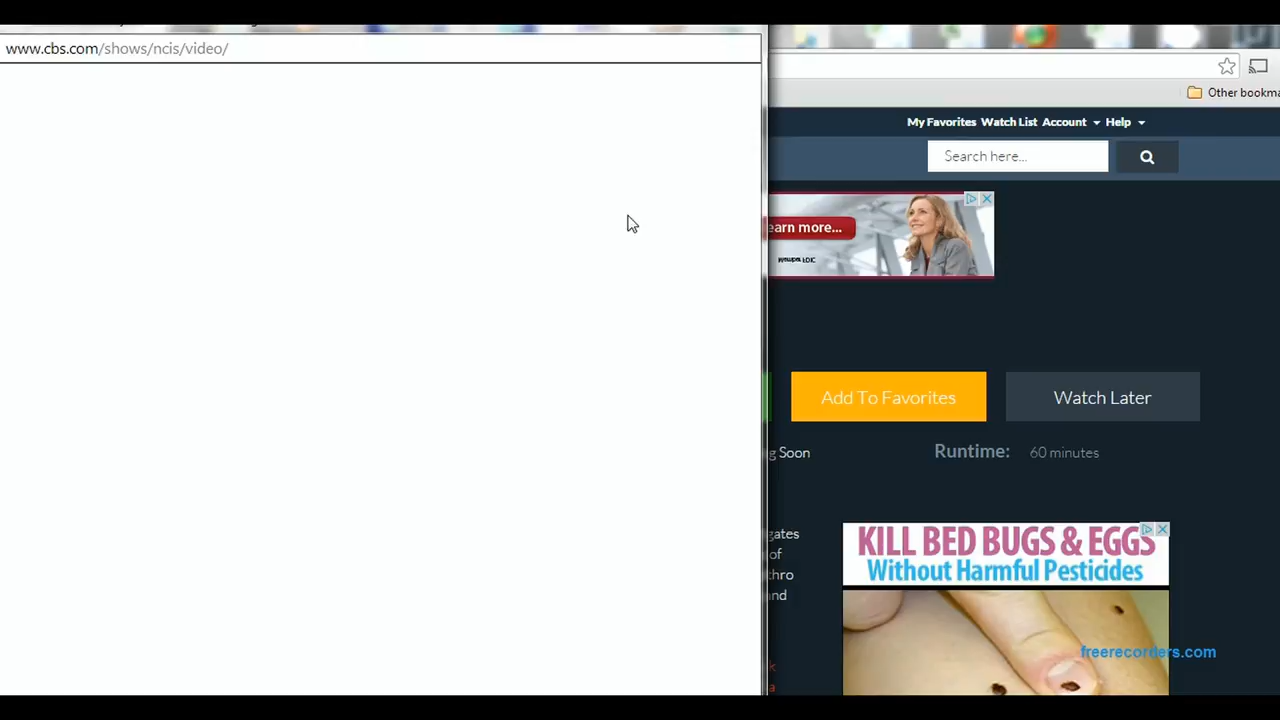 www.cbs.com/shows/ncis/video/
Other bookma
My Favorites Watch List Account Help
Search here...
earn more...
Add To Favorites
Watch Later
g Soon
Runtime: 60 minutes
gates
of
thro
and
k
a
KILL BED BUGS & EGGS
Without Harmful Pesticides
freerecorders.com